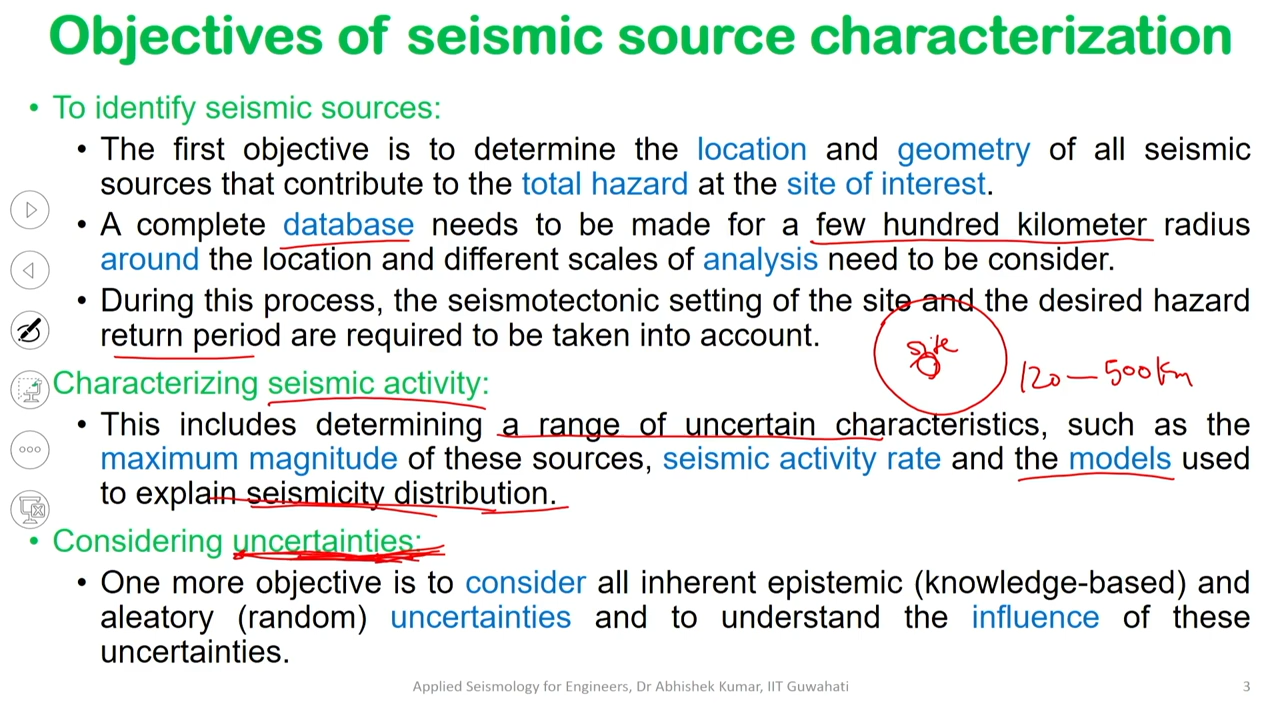 Objectives of seismic source characterization
• To identify seismic sources:
• The first objective is to determine the location and geometry of all seismic
sources that contribute to the total hazard at the site of interest.
• A complete database needs to be made for a few hundred kilometer radius
around the location and different scales of analysis need to be consider.
• During this process, the seismotectonic setting of the site and the desired hazard
return period are required to be taken into account.
site
120 — 500 Km
Characterizing seismic activity:
• This includes determining a range of uncertain characteristics, such as the
maximum magnitude of these sources, seismic activity rate and the models used
to explain seismicity distribution.
• Considering uncertainties:
• One more objective is to consider all inherent epistemic (knowledge-based) and
aleatory (random) uncertainties and to understand the influence of these
uncertainties.
Applied Seismology for Engineers, Dr Abhishek Kumar, IIT Guwahati
3